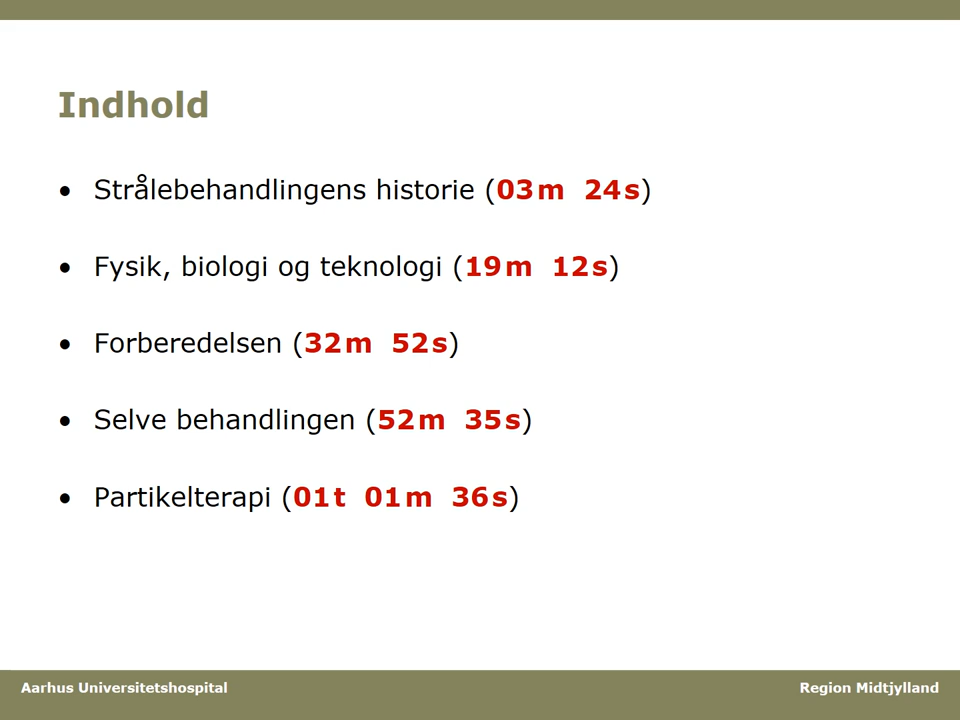 Indhold
• Strålebehandlingens historie (03m 24s)
• Fysik, biologi og teknologi (19m 12s)
• Forberedelsen (32m 52s)
• Selve behandlingen (52m 35s)
• Partikelterapi (01t 01m 36s)
Aarhus Universitetshospital
Region Midtjylland